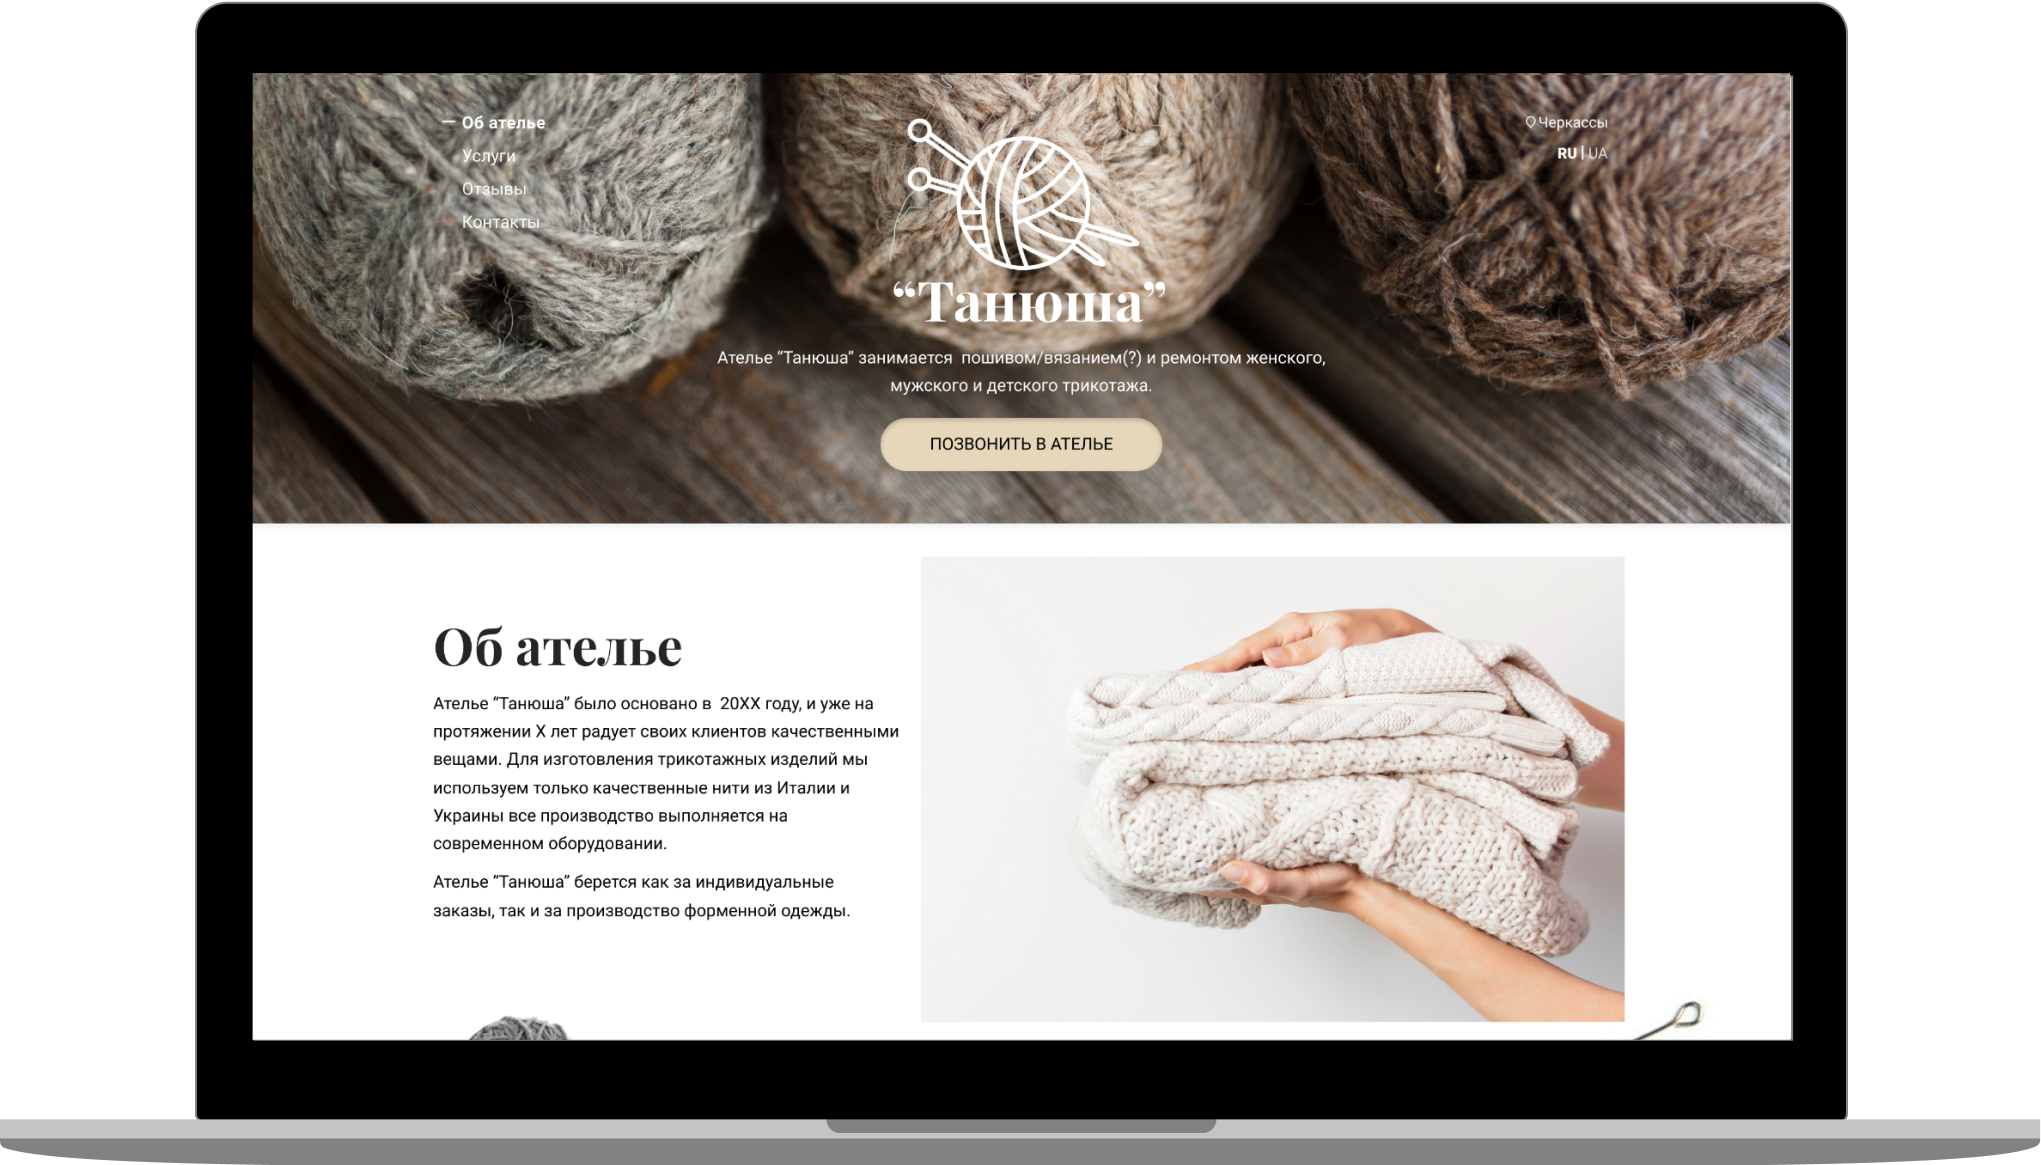 Об ателье
Услуги
Отзывы
Контакты
Черкассы
RU | UA
“Танюша”
Ателье “Танюша” занимается  пошивом/вязанием(?) и ремонтом женского,
мужского и детского трикотажа.
ПОЗВОНИТЬ В АТЕЛЬЕ
Об ателье
Ателье “Танюша” было основано в  20XX году, и уже на
протяжении X лет радует своих клиентов качественными
вещами. Для изготовления трикотажных изделий мы
используем только качественные нити из Италии и
Украины все производство выполняется на
современном оборудовании.
Ателье “Танюша” берется как за индивидуальные
заказы, так и за производство форменной одежды.